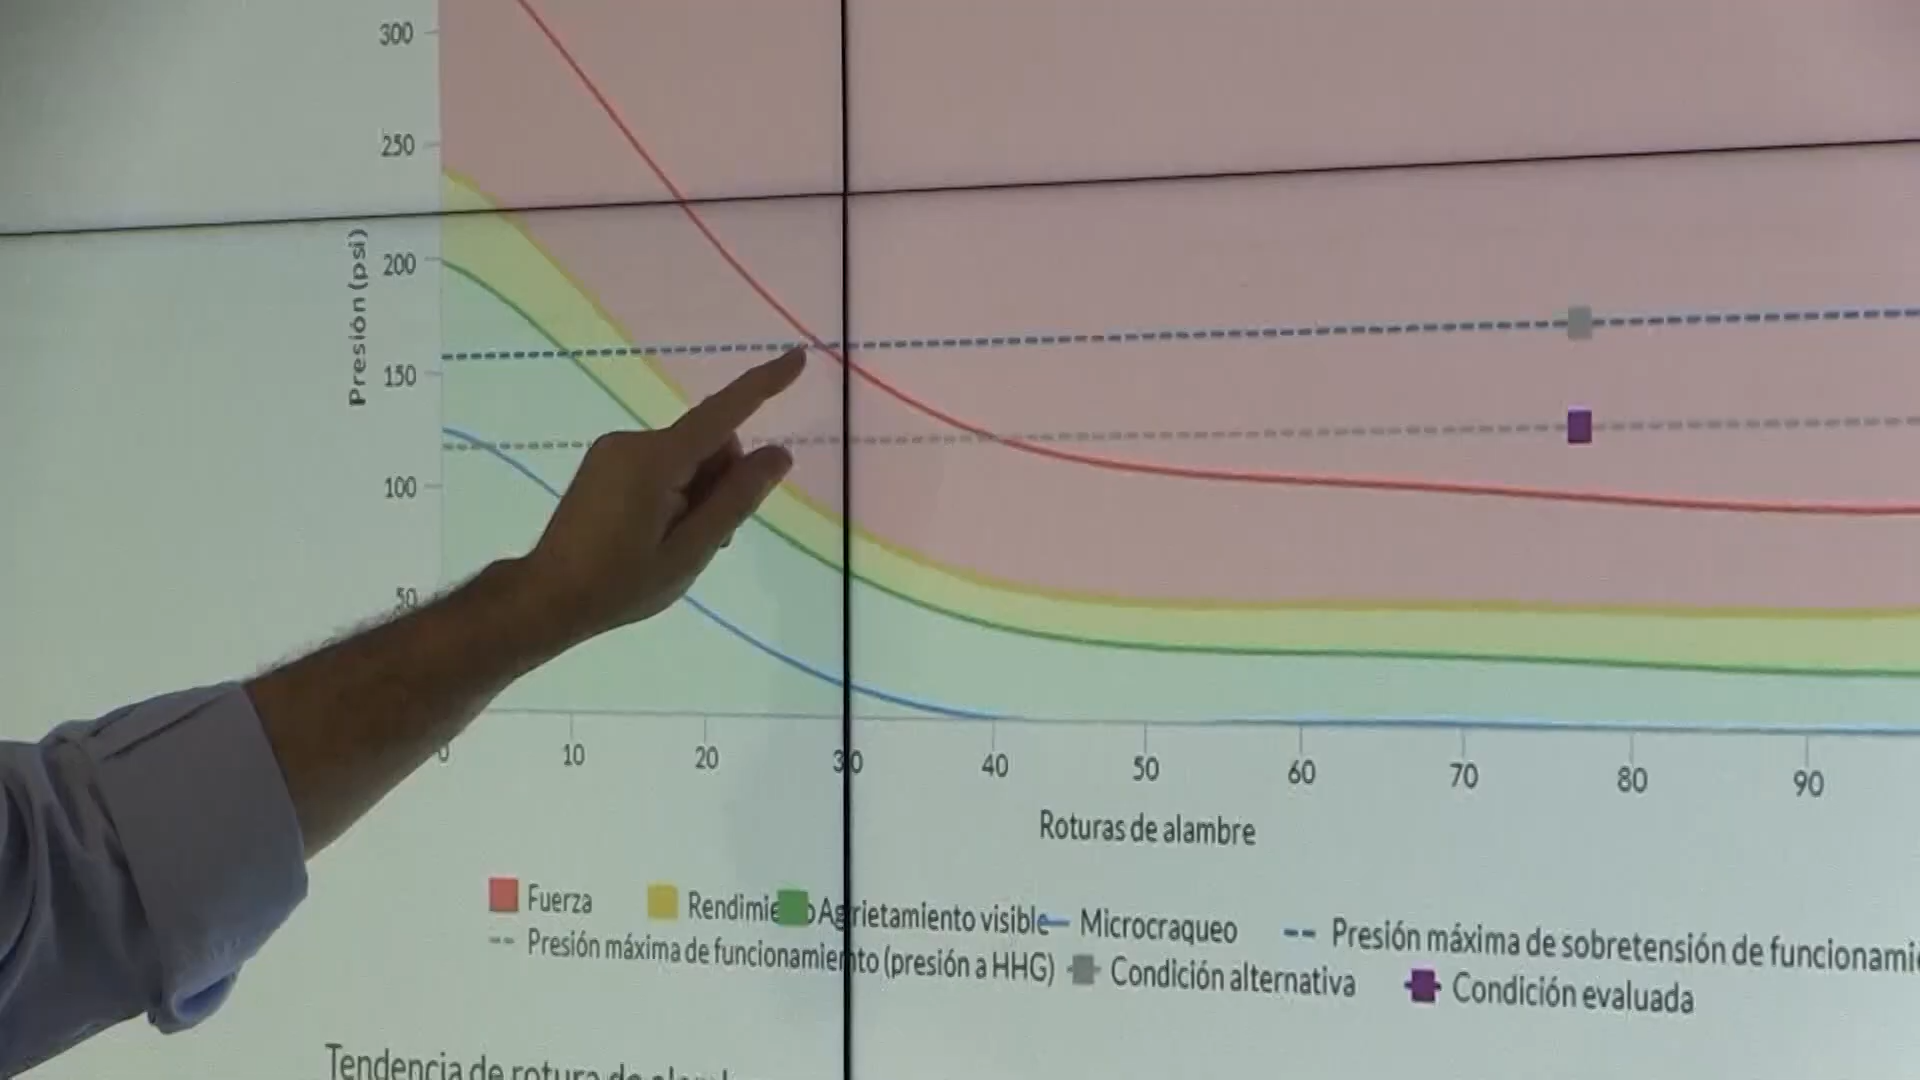 300
250
200
150
100
50
Presión (psi)
0 10 20 30 40 50 60 70 80 90
Roturas de alambre
Fuerza Agrietamiento visible Microcraqueo Presión máxima de sobretensión de
Presión máxima de funcionamiento (presión a HHG) Condición alternativa Condición evaluada
Tendencia de rotura de